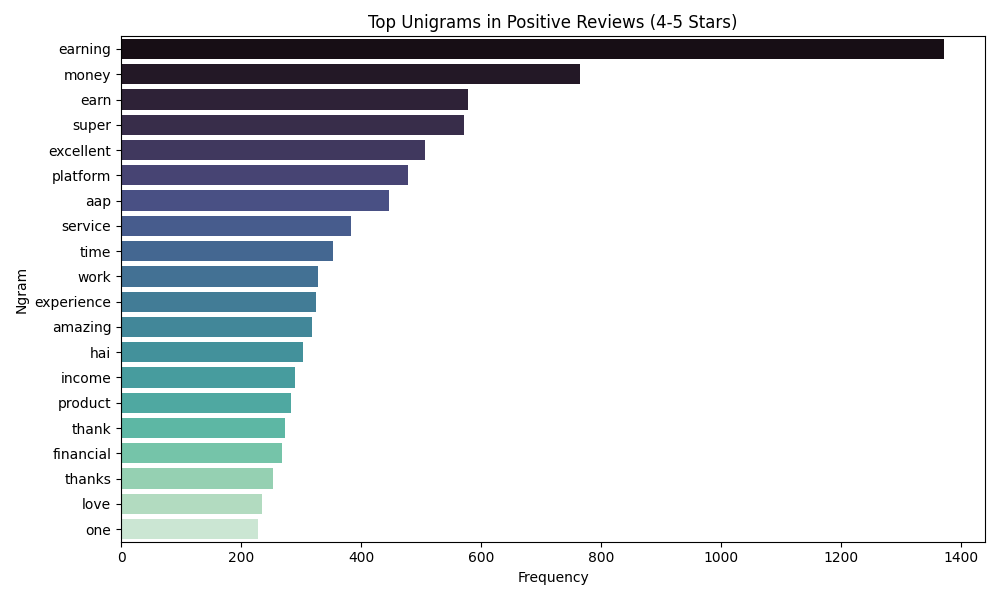 Top Unigrams in Positive Reviews (4-5 Stars)
earning
money
earn
super
excellent
platform
aap
service
time
work
experience
amazing
hai
income
product
thank
financial
thanks
love
one
Ngram
0 200 400 600 800 1000 1200 1400
Frequency